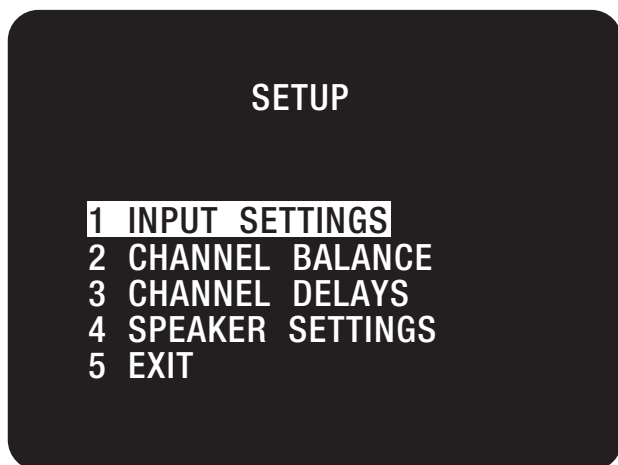 SETUP
1 INPUT SETTINGS
2 CHANNEL BALANCE
3 CHANNEL DELAYS
4 SPEAKER SETTINGS
5 EXIT